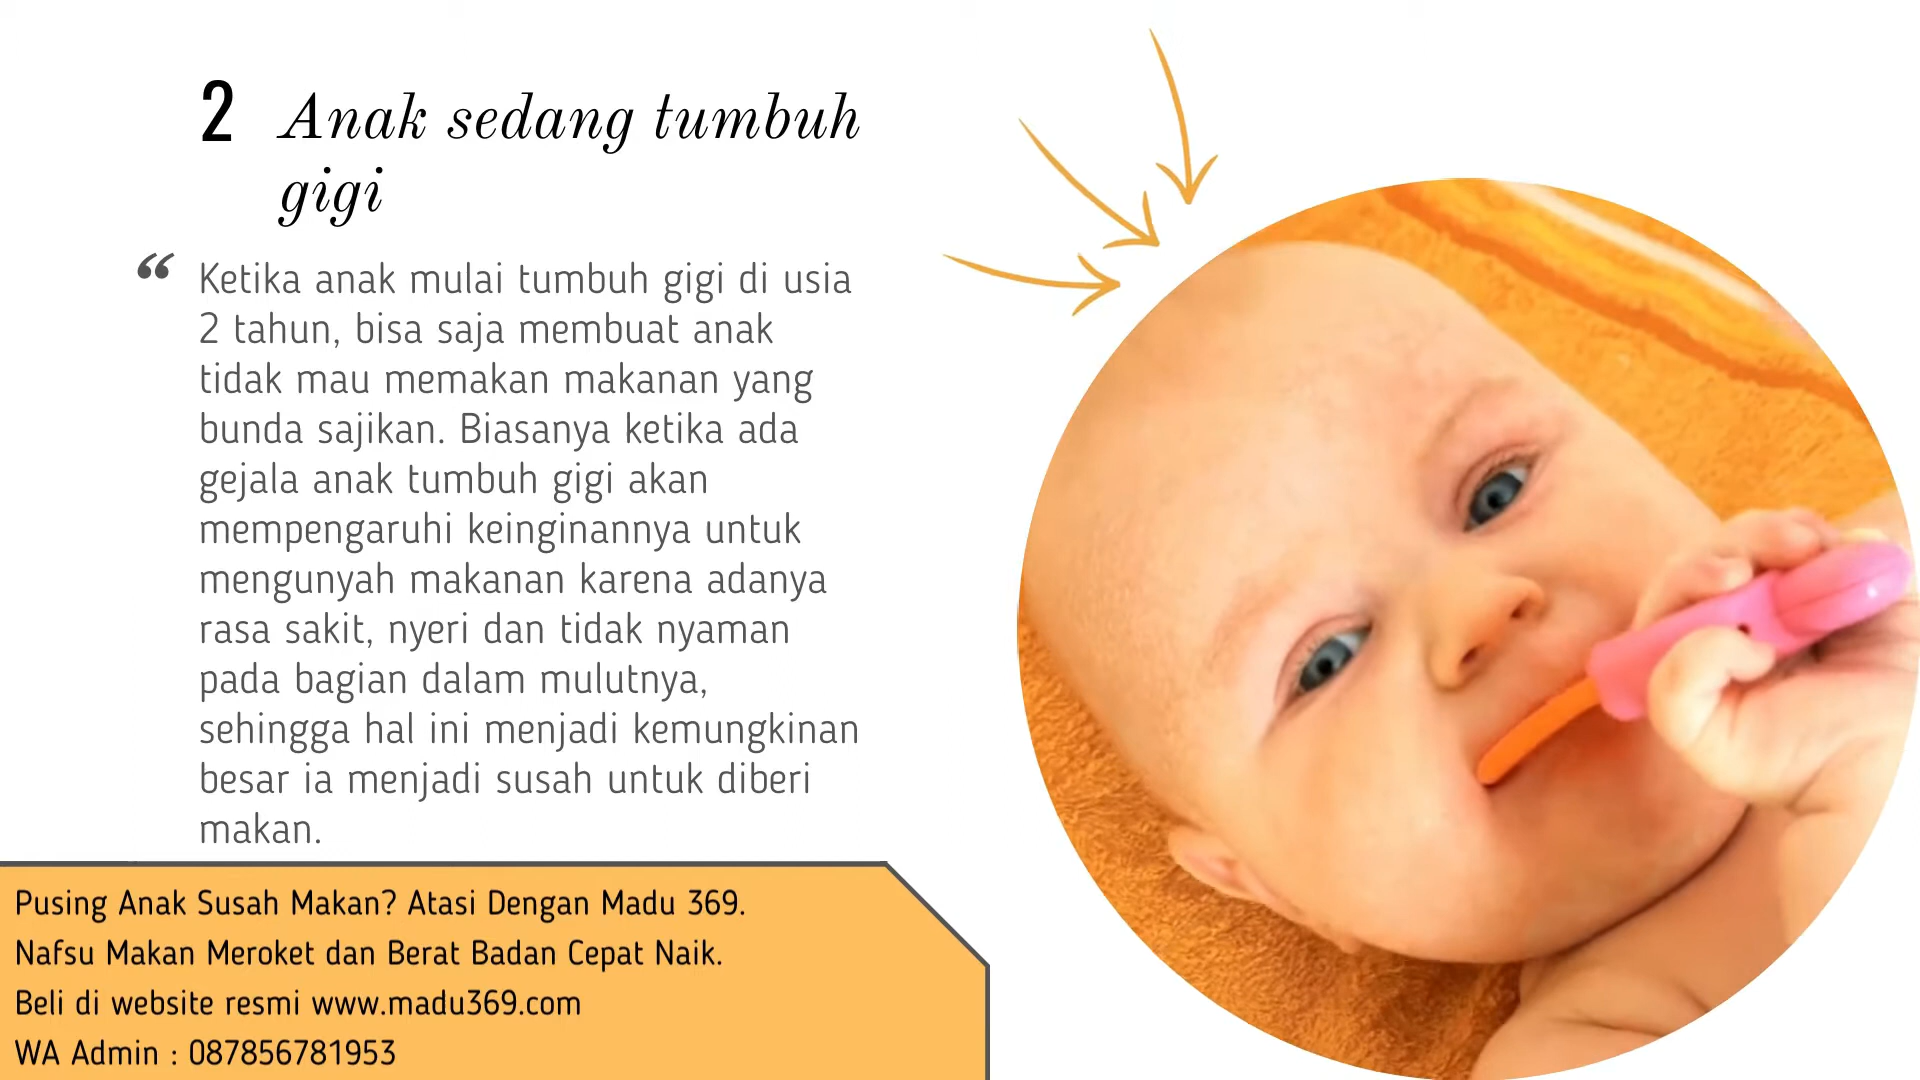 2 Anak sedang tumbuh
gigi
“ Ketika anak mulai tumbuh gigi di usia
2 tahun, bisa saja membuat anak
tidak mau memakan makanan yang
bunda sajikan. Biasanya ketika ada
gejala anak tumbuh gigi akan
mempengaruhi keinginannya untuk
mengunyah makanan karena adanya
rasa sakit, nyeri dan tidak nyaman
pada bagian dalam mulutnya,
sehingga hal ini menjadi kemungkinan
besar ia menjadi susah untuk diberi
makan.
Pusing Anak Susah Makan? Atasi Dengan Madu 369.
Nafsu Makan Meroket dan Berat Badan Cepat Naik.
Beli di website resmi www.madu369.com
WA Admin : 087856781953